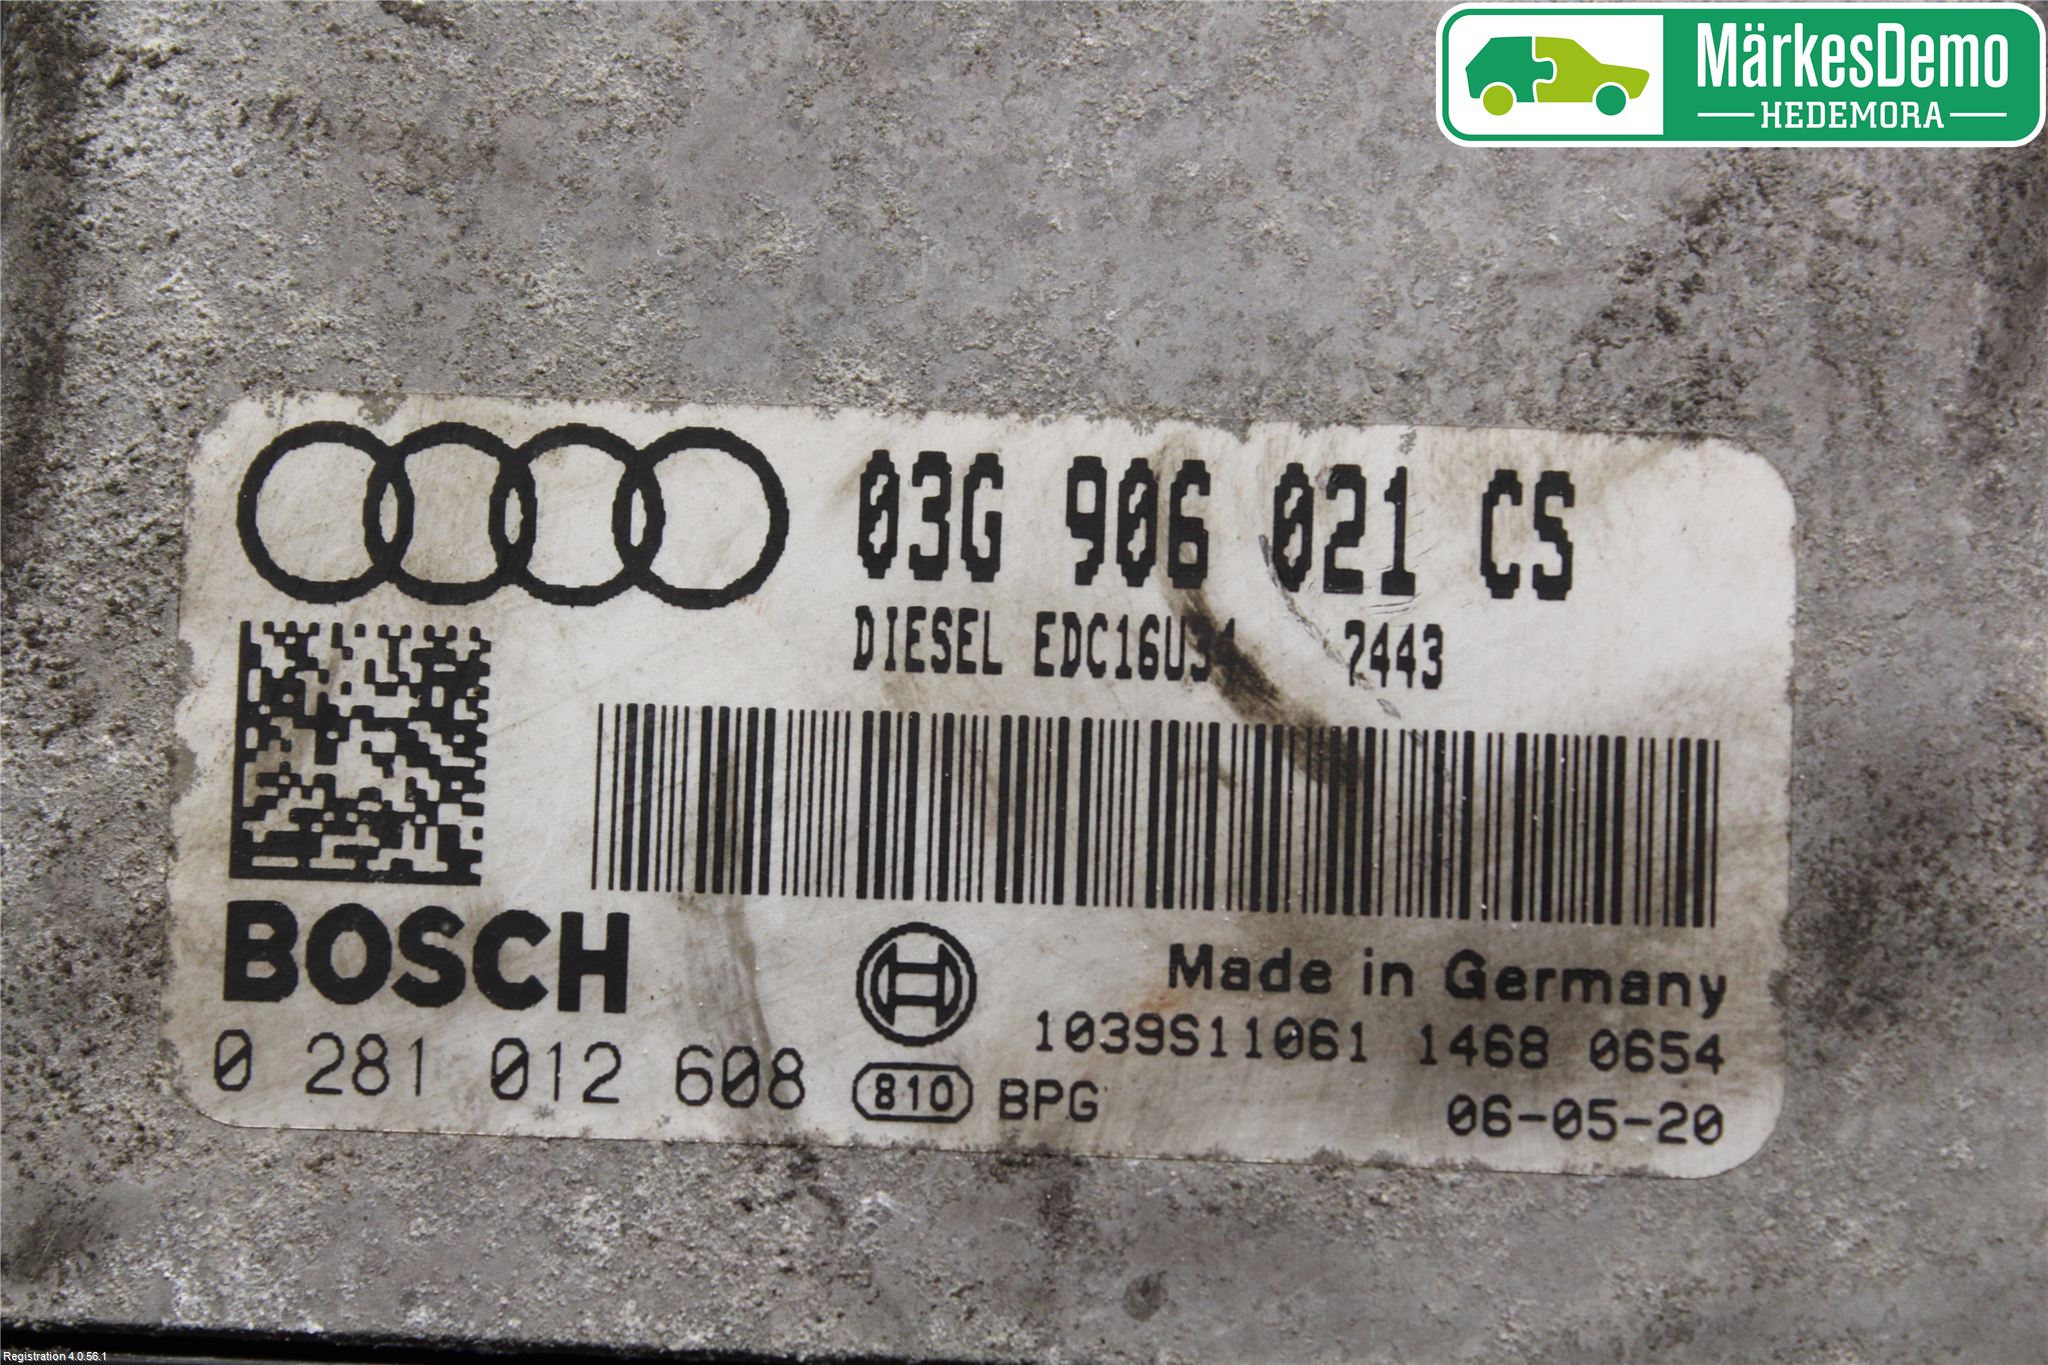 MärkesDemo
HEDEMORA
03G 906 021 CS
DIESEL EDC16U34 7443
BOSCH
Made in Germany
1039S11061 1468 0654
0 281 012 608
810 BPG
06-05-20
Registration 4.0.56.1